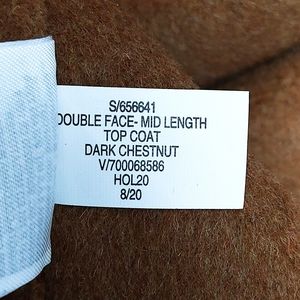 S/656641
DOUBLE FACE- MID LENGTH
TOP COAT
DARK CHESTNUT
V/700068586
HOL20
8/20